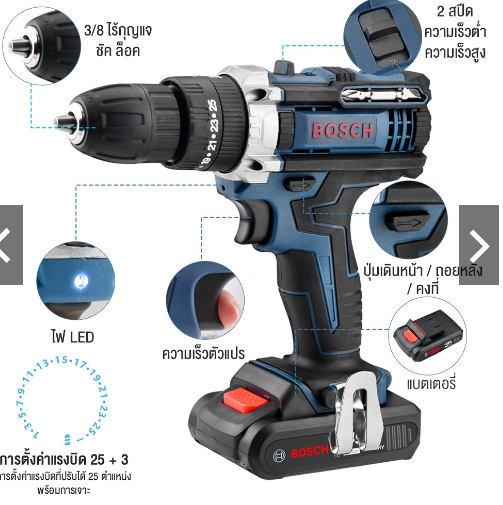 3/8 ไร้กุญแจ
ชัค ล็อค
2 สปีด
ความเร็วต่ำ
ความเร็วสูง
BOSCH
19•21•23•25
ปุ่มเดินหน้า / ถอยหลัง
/ คงที่
ไฟ LED
ความเร็วตัวแปร
แบตเตอรี่
1•3•5•7•9•11•13•15•17•19•21•23•25
BOSCH
การตั้งค่าแรงบิด 25 + 3
การตั้งค่าแรงบิดที่ปรับได้ 25 ตำแหน่ง
พร้อมการเจาะ